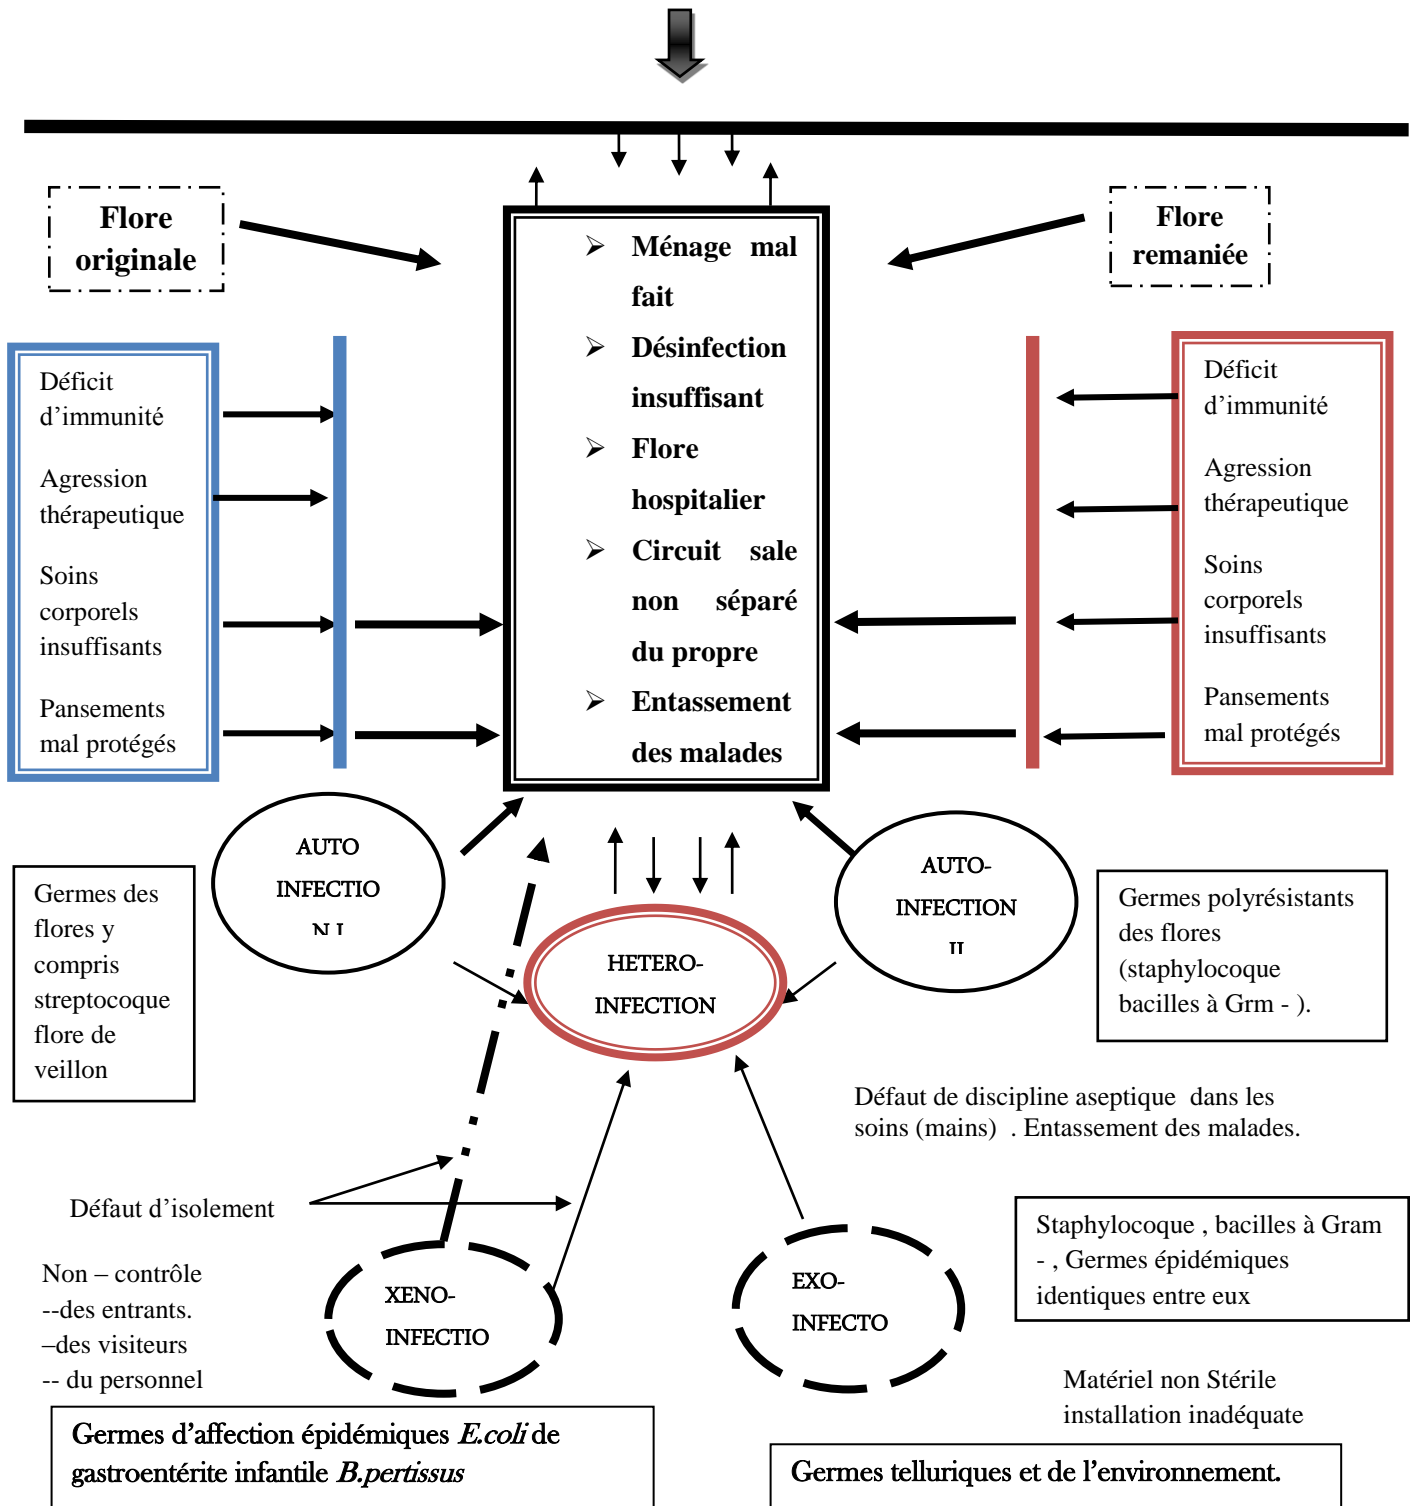 Flore
originale
Flore
remaniée
➢ Ménage mal
fait
➢ Désinfection
insuffisant
➢ Flore
hospitalier
➢ Circuit sale
non séparé
du propre
➢ Entassement
des malades
Déficit
d’immunité
Agression
thérapeutique
Soins
corporels
insuffisants
Pansements
mal protégés
Déficit
d’immunité
Agression
thérapeutique
Soins
corporels
insuffisants
Pansements
mal protégés
AUTO
INFECTIO
N I
AUTO-
INFECTION
II
Germes des
flores y
compris
streptocoque
flore de
veillon
HETERO-
INFECTION
Germes polyrésistants
des flores
(staphylocoque
bacilles à Grm - ).
Défaut de discipline aseptique dans les
soins (mains) . Entassement des malades.
Défaut d’isolement
Non – contrôle
--des entrants.
–des visiteurs
-- du personnel
XENO-
INFECTIO
EXO-
INFECTO
Staphylocoque , bacilles à Gram
- , Germes épidémiques
identiques entre eux
Matériel non Stérile
installation inadéquate
Germes d’affection épidémiques E.coli de
gastroentérite infantile B.pertissus
Germes telluriques et de l’environnement.